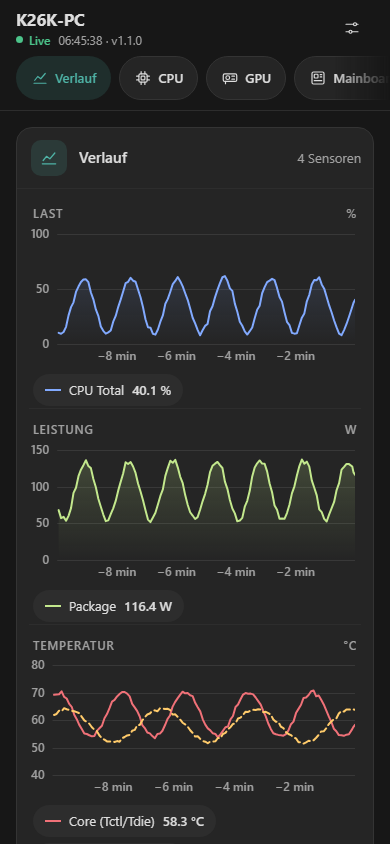 K26K-PC
Live 06:45:38 · v1.1.0
Verlauf CPU GPU Mainboa
Verlauf 4 Sensoren
LAST %
100
50
0
−8 min −6 min −4 min −2 min
CPU Total 40.1 %
LEISTUNG W
150
100
50
0
−8 min −6 min −4 min −2 min
Package 116.4 W
TEMPERATUR °C
80
70
60
50
40
−8 min −6 min −4 min −2 min
Core (Tctl/Tdie) 58.3 °C